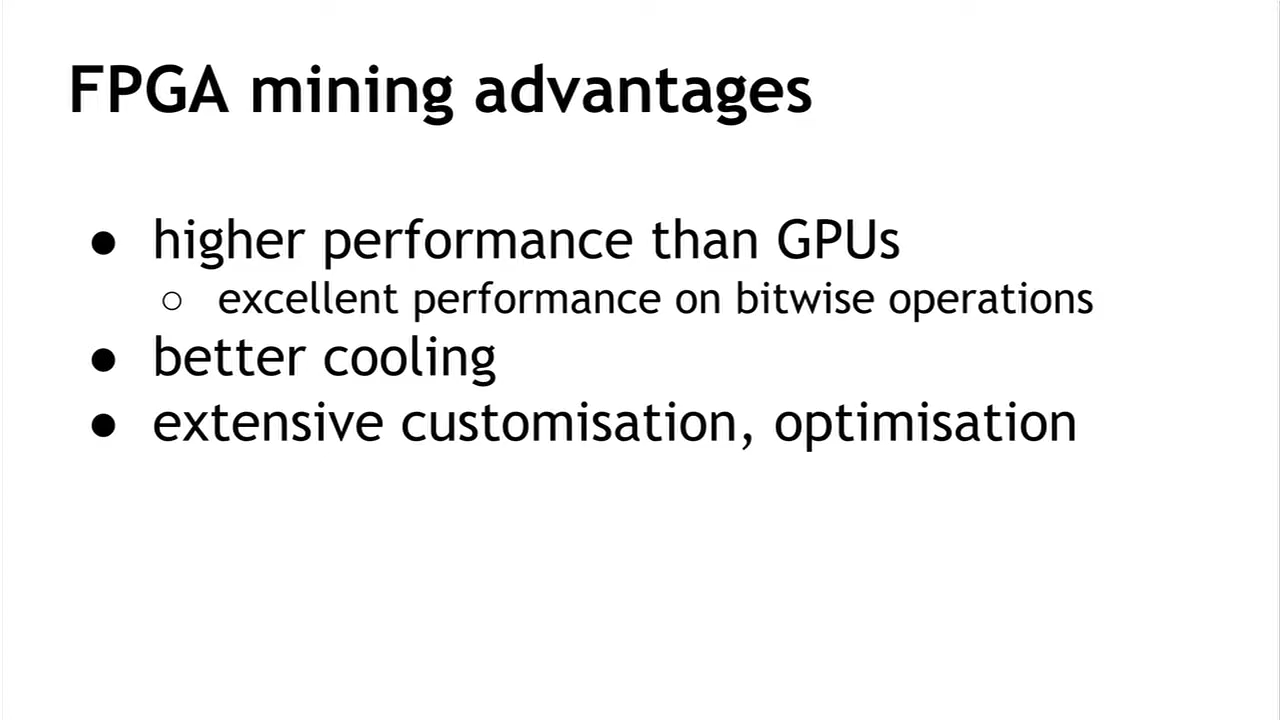 FPGA mining advantages
● higher performance than GPUs
○ excellent performance on bitwise operations
● better cooling
● extensive customisation, optimisation